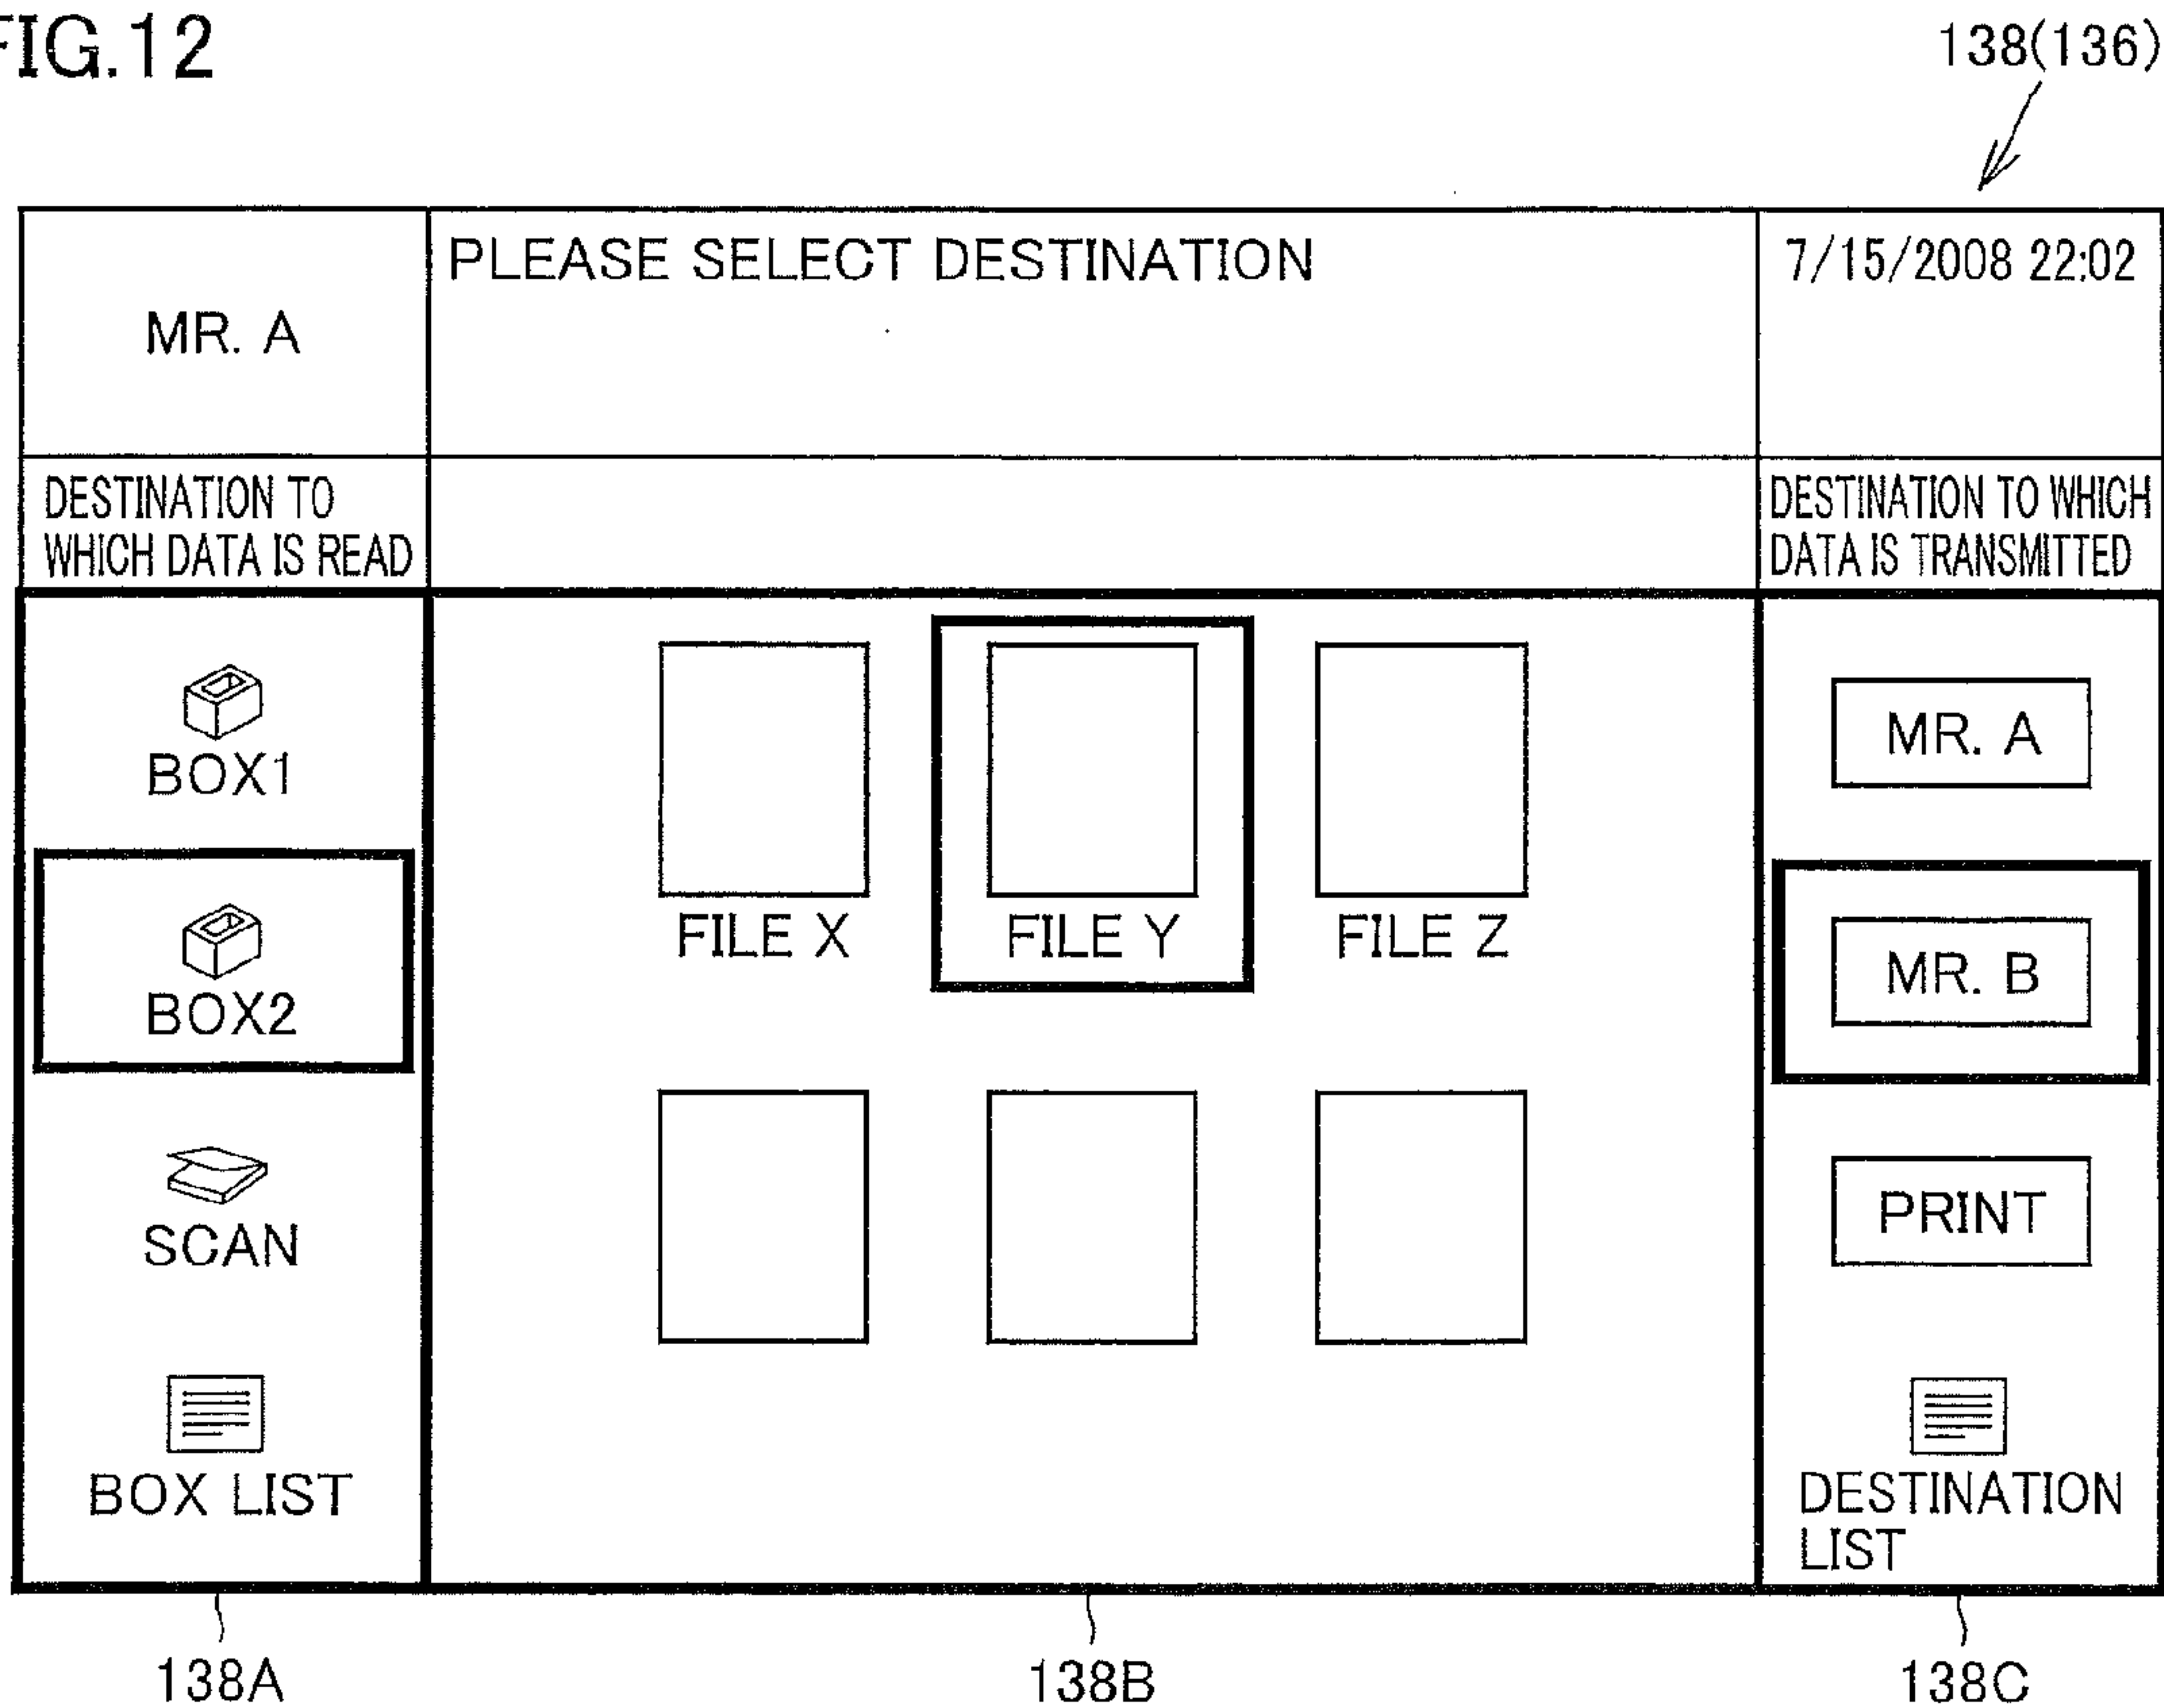 FIG.12
138(136)
MR. A
PLEASE SELECT DESTINATION
7/15/2008 22:02
DESTINATION TO
WHICH DATA IS READ
DESTINATION TO WHICH
DATA IS TRANSMITTED
BOX1
BOX2
SCAN
BOX LIST
FILE X
FILE Y
FILE Z
MR. A
MR. B
PRINT
DESTINATION
LIST
138A
138B
138C